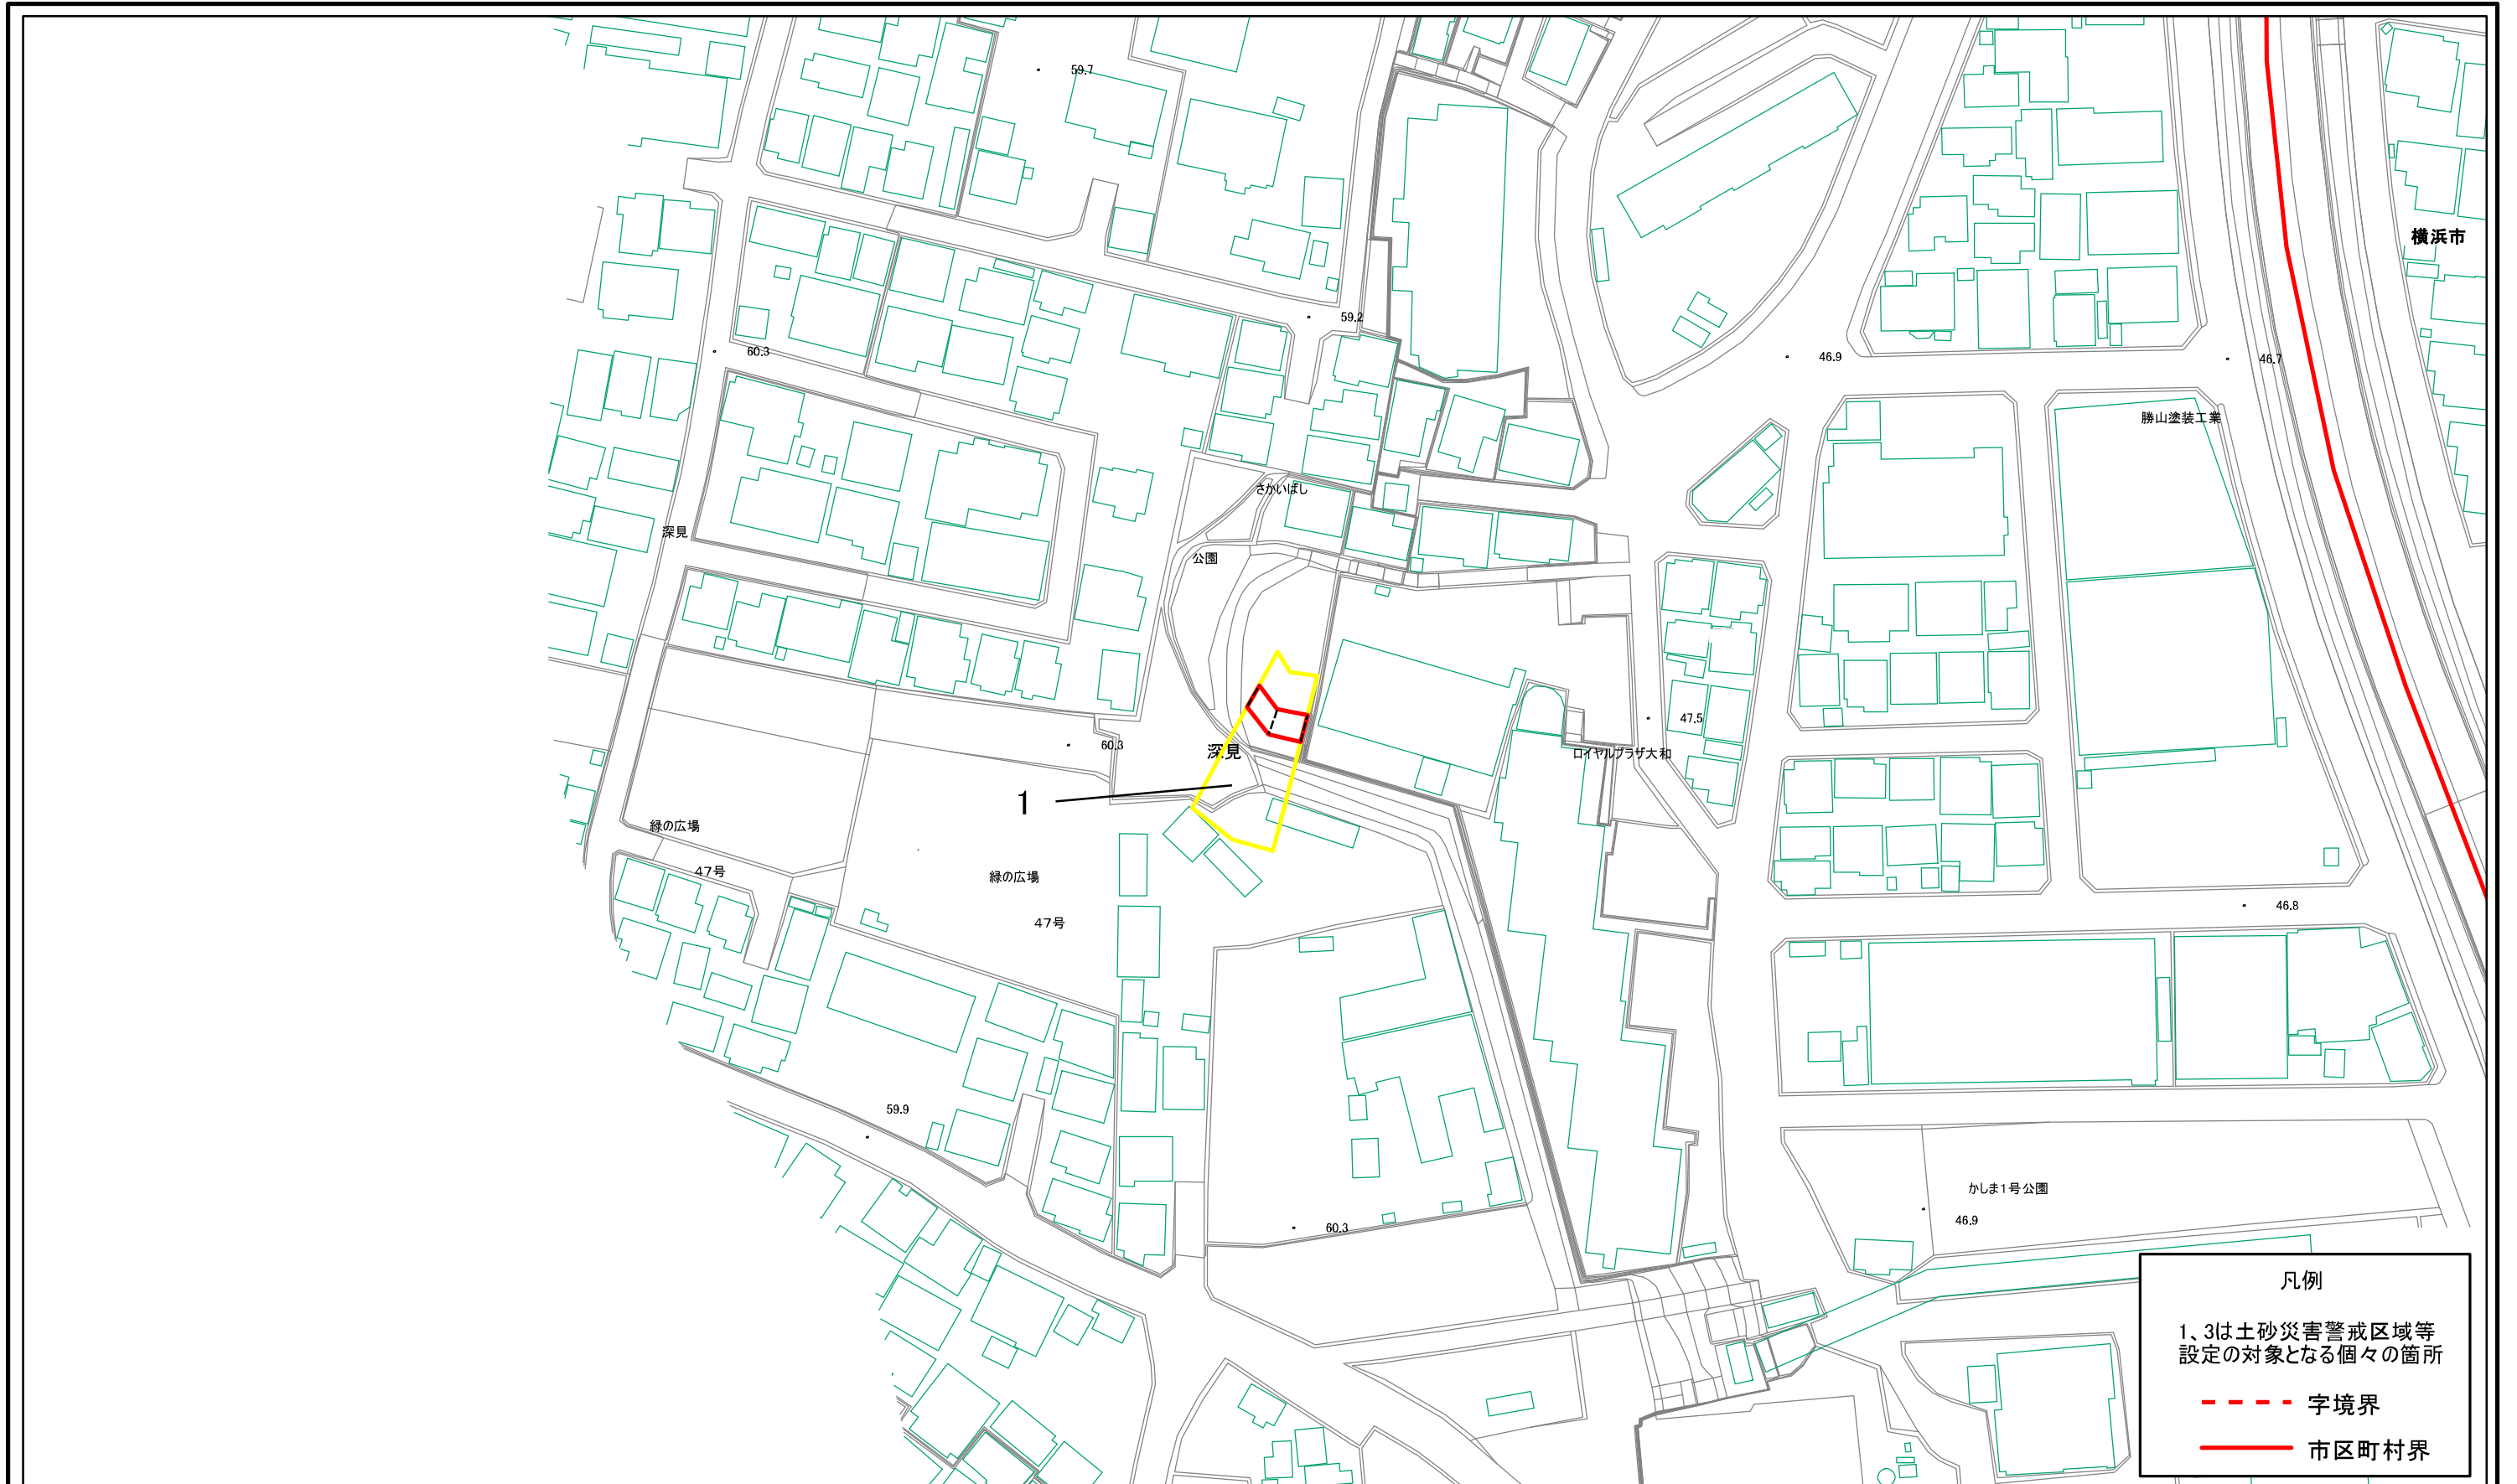 59.7
横浜市
59.2
60.3
46.9
46.7
勝山塗装工業
さかいばし
深見
公園
47.5
60.3
深見
ロイヤルプラザ大和
1
緑の広場
47号
緑の広場
47号
46.8
59.9
かしま1号公園
46.9
60.3
凡例
1、3は土砂災害警戒区域等
設定の対象となる個々の箇所
字境界
市区町村界